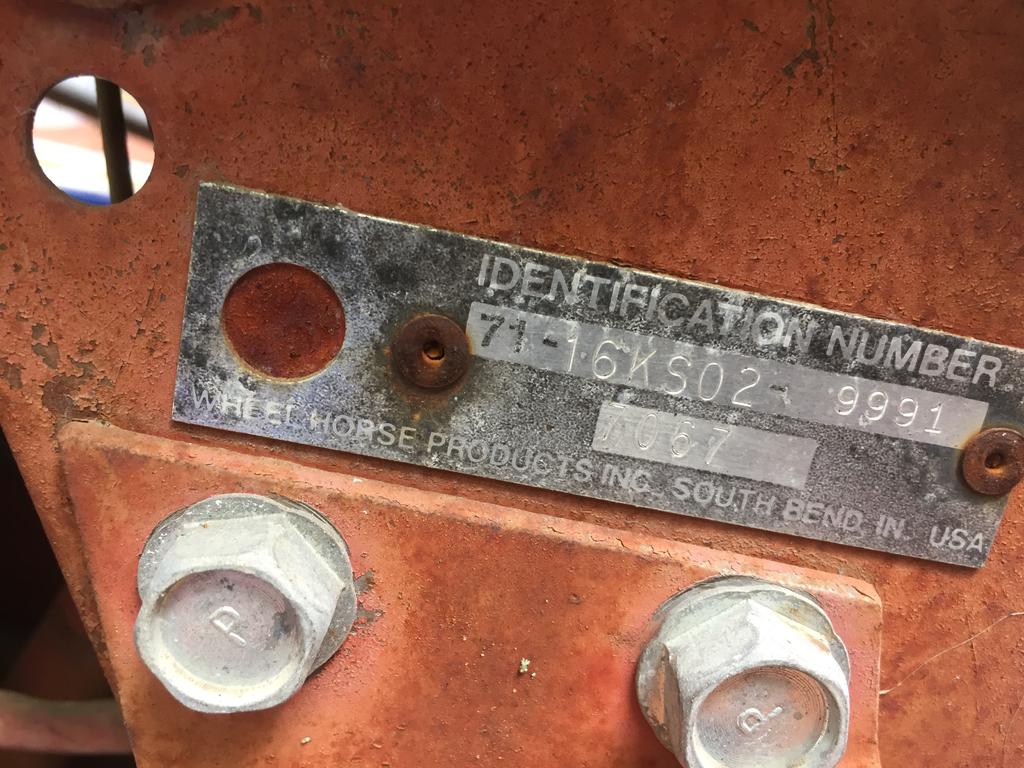 IDENTIFICATION NUMBER
71-16KS02- 9991
7067
WHEEL HORSE PRODUCTS INC. SOUTH BEND, IN. USA
P
R